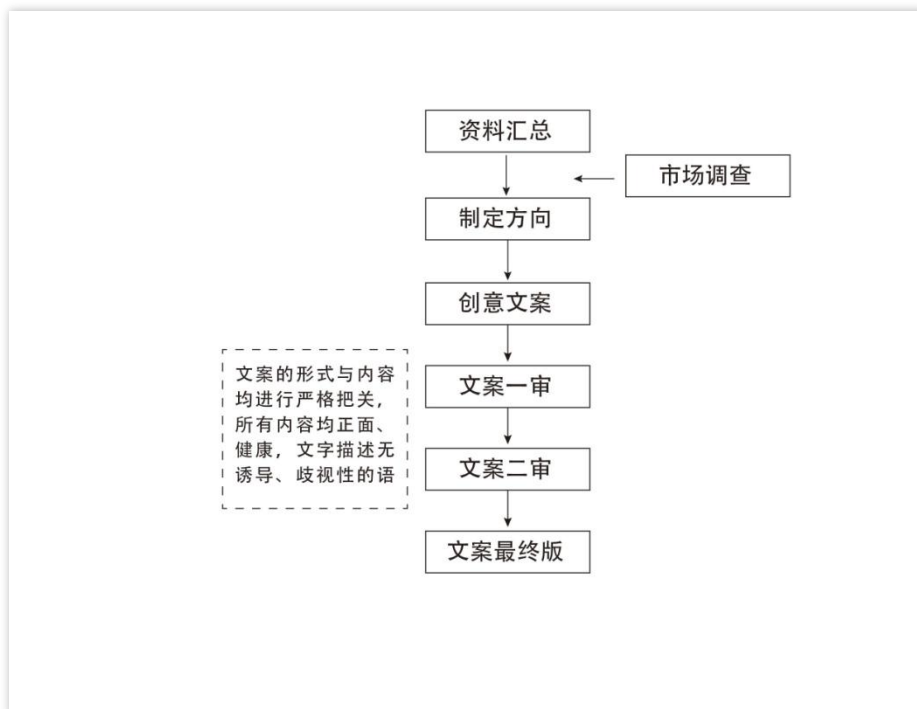 资料汇总
市场调查
制定方向
创意文案
文案的形式与内容
均进行严格把关，
所有内容均正面、
健康，文字描述无
诱导、歧视性的语
文案一审
文案二审
文案最终版